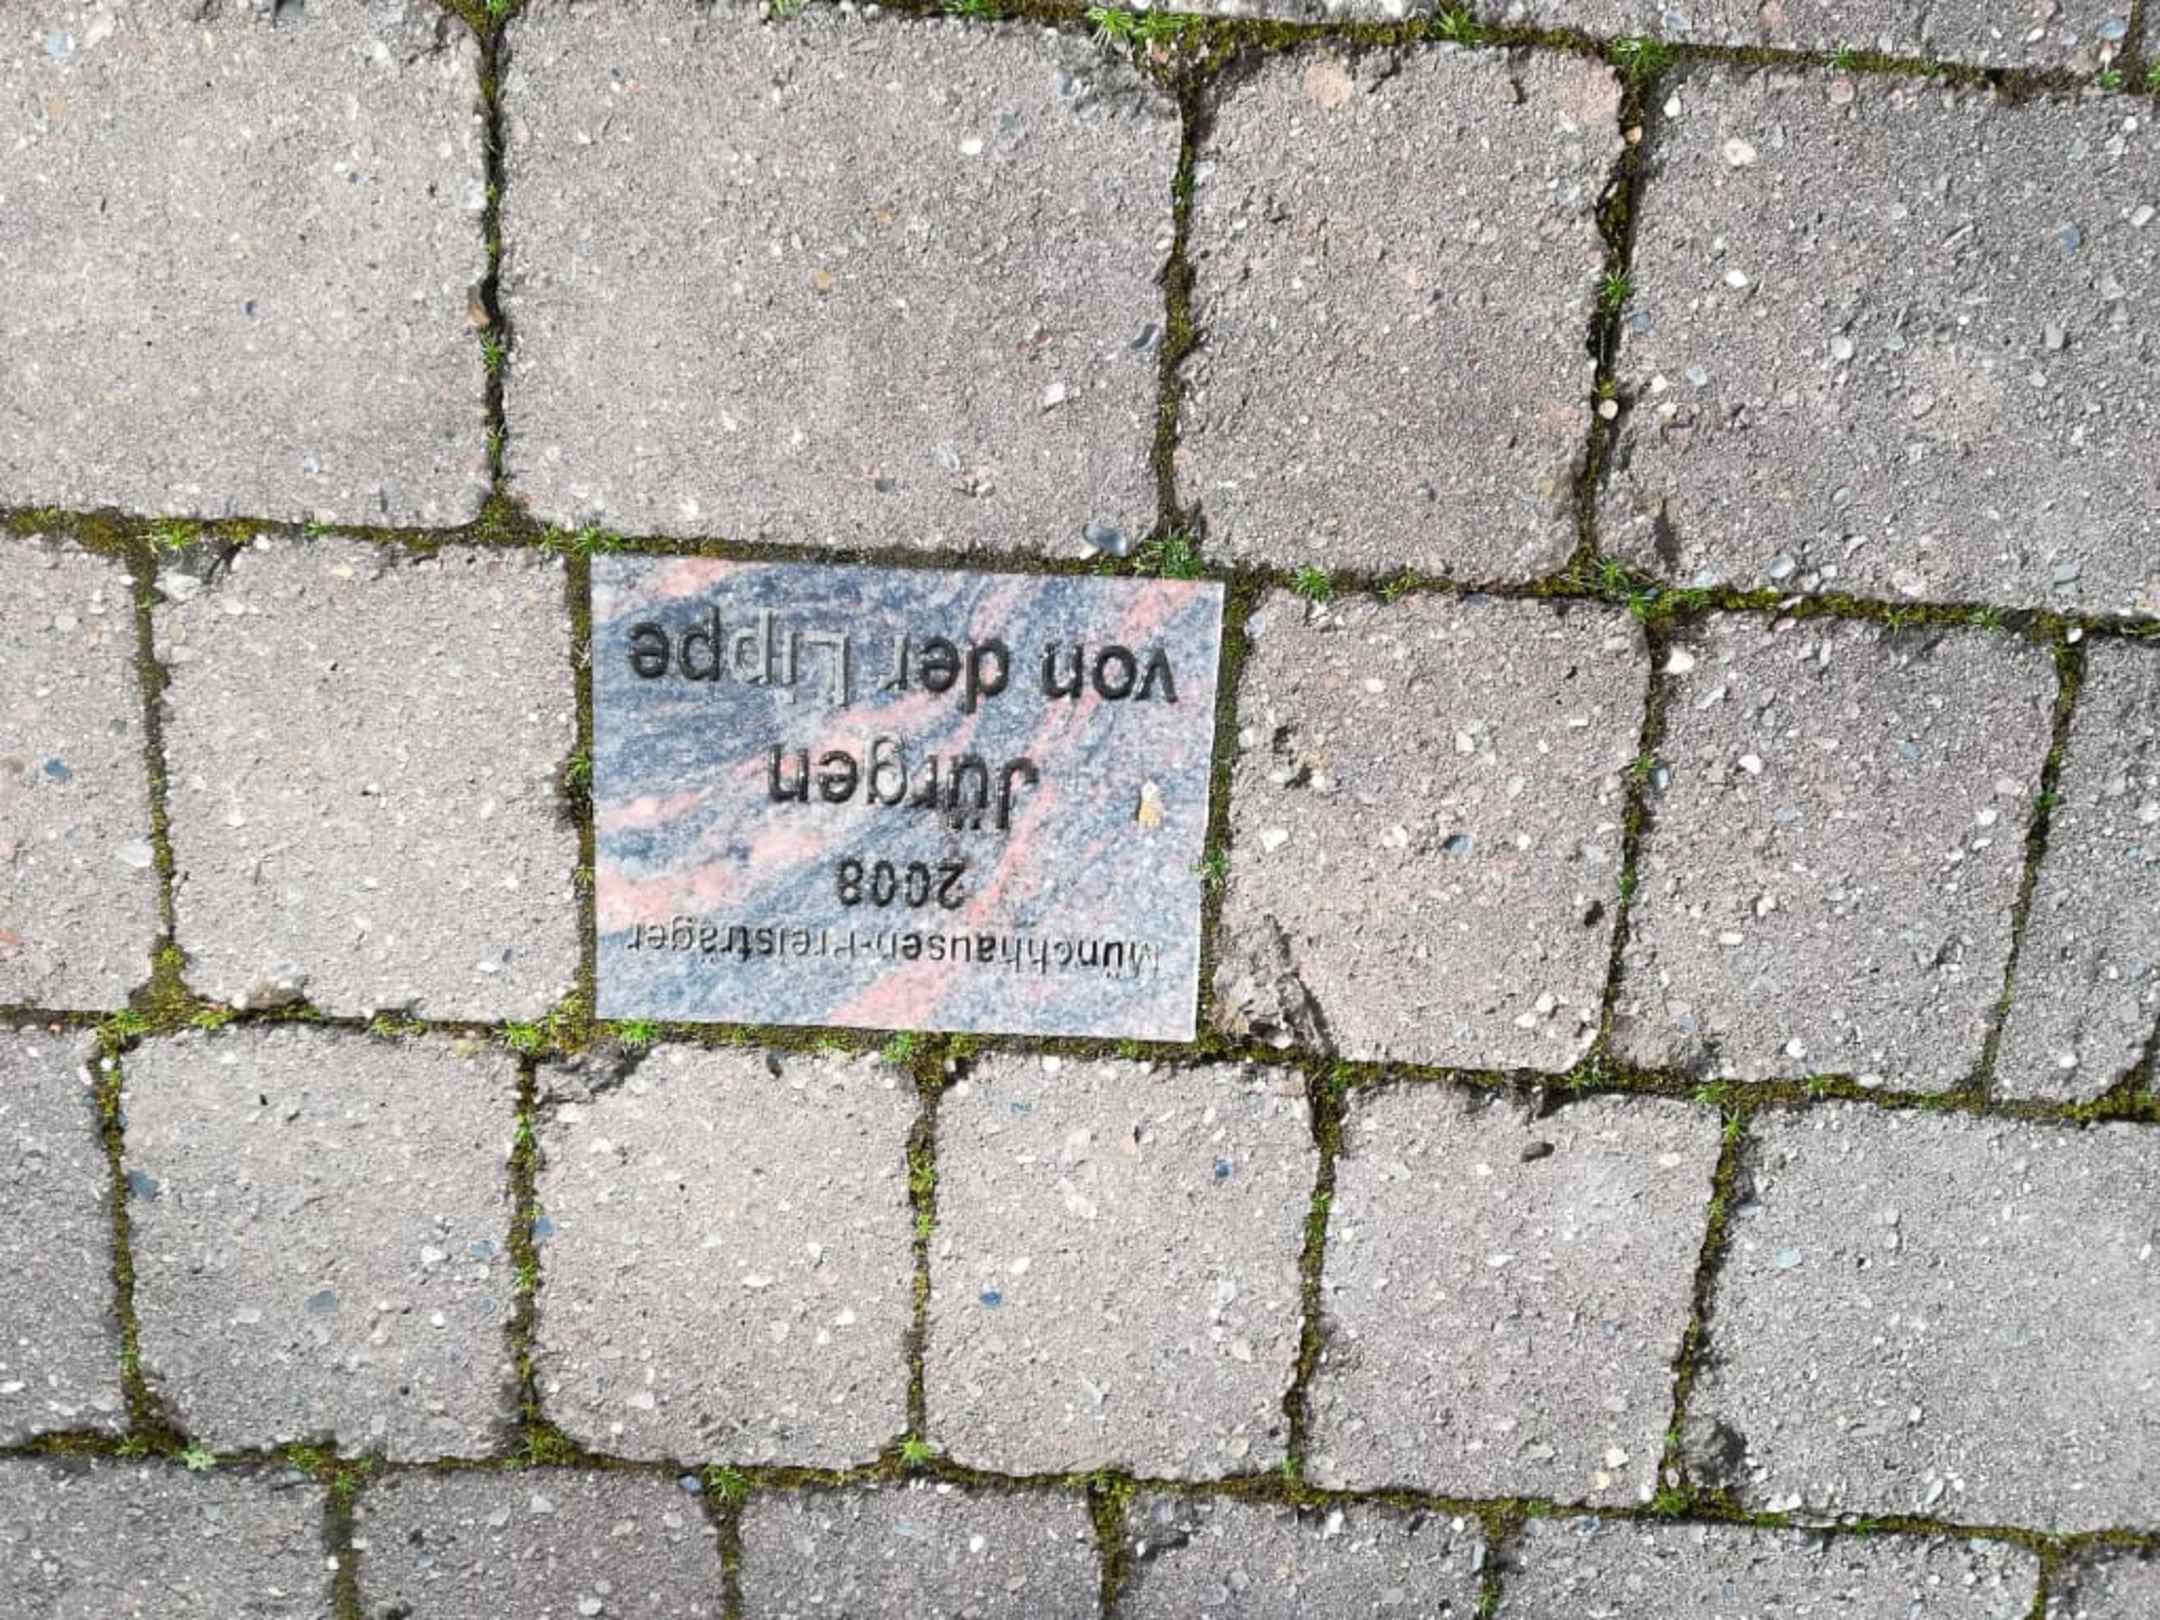 Münchhausen-Preisträger
2008
Jürgen
von der Lippe